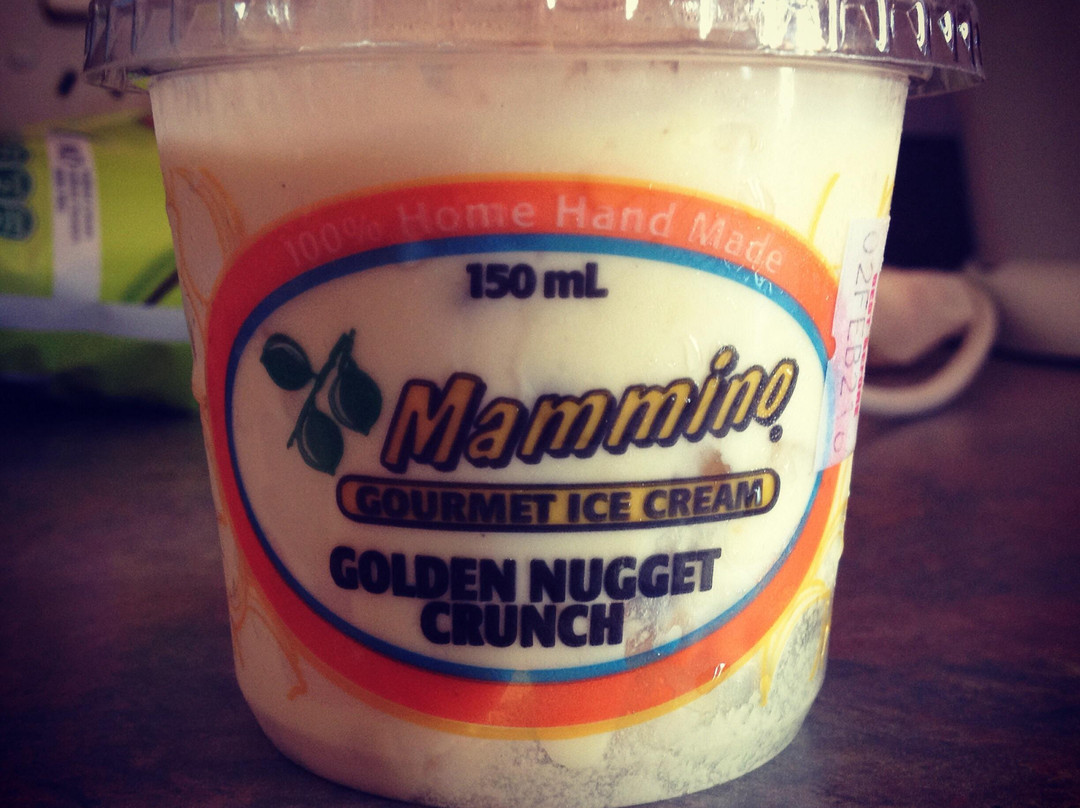 100% Home Hand Made
150 mL
Mammino
GOURMET ICE CREAM
GOLDEN NUGGET
CRUNCH